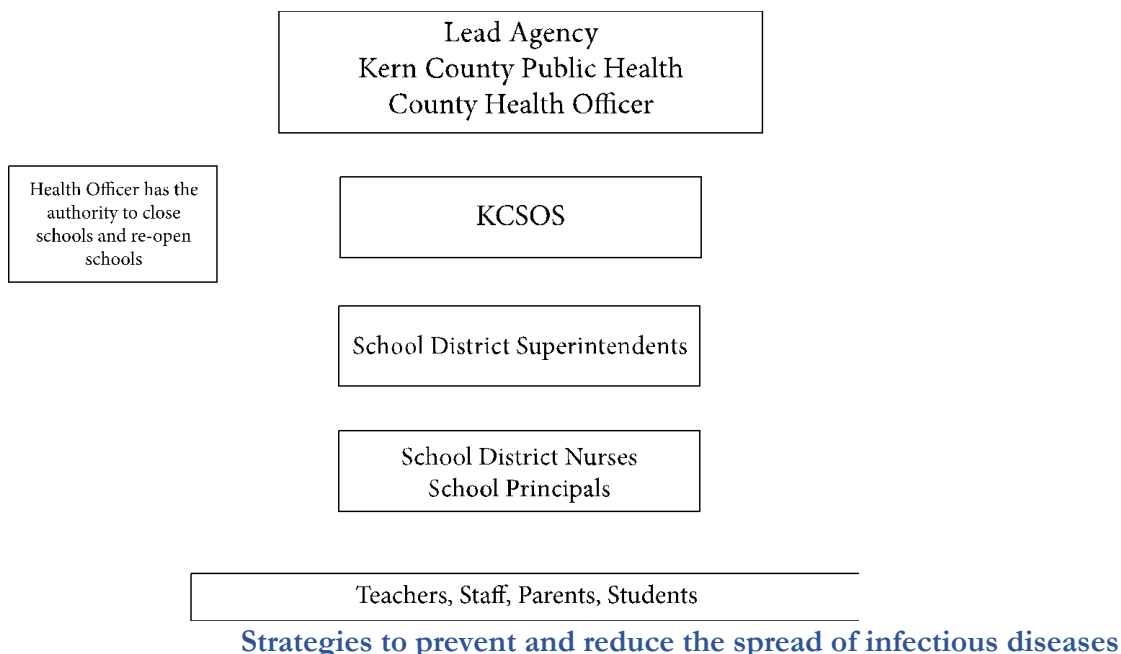 Lead Agency
Kern County Public Health
County Health Officer
Health Officer has the
authority to close
schools and re-open
schools
KCSOS
School District Superintendents
School District Nurses
School Principals
Teachers, Staff, Parents, Students
Strategies to prevent and reduce the spread of infectious diseases